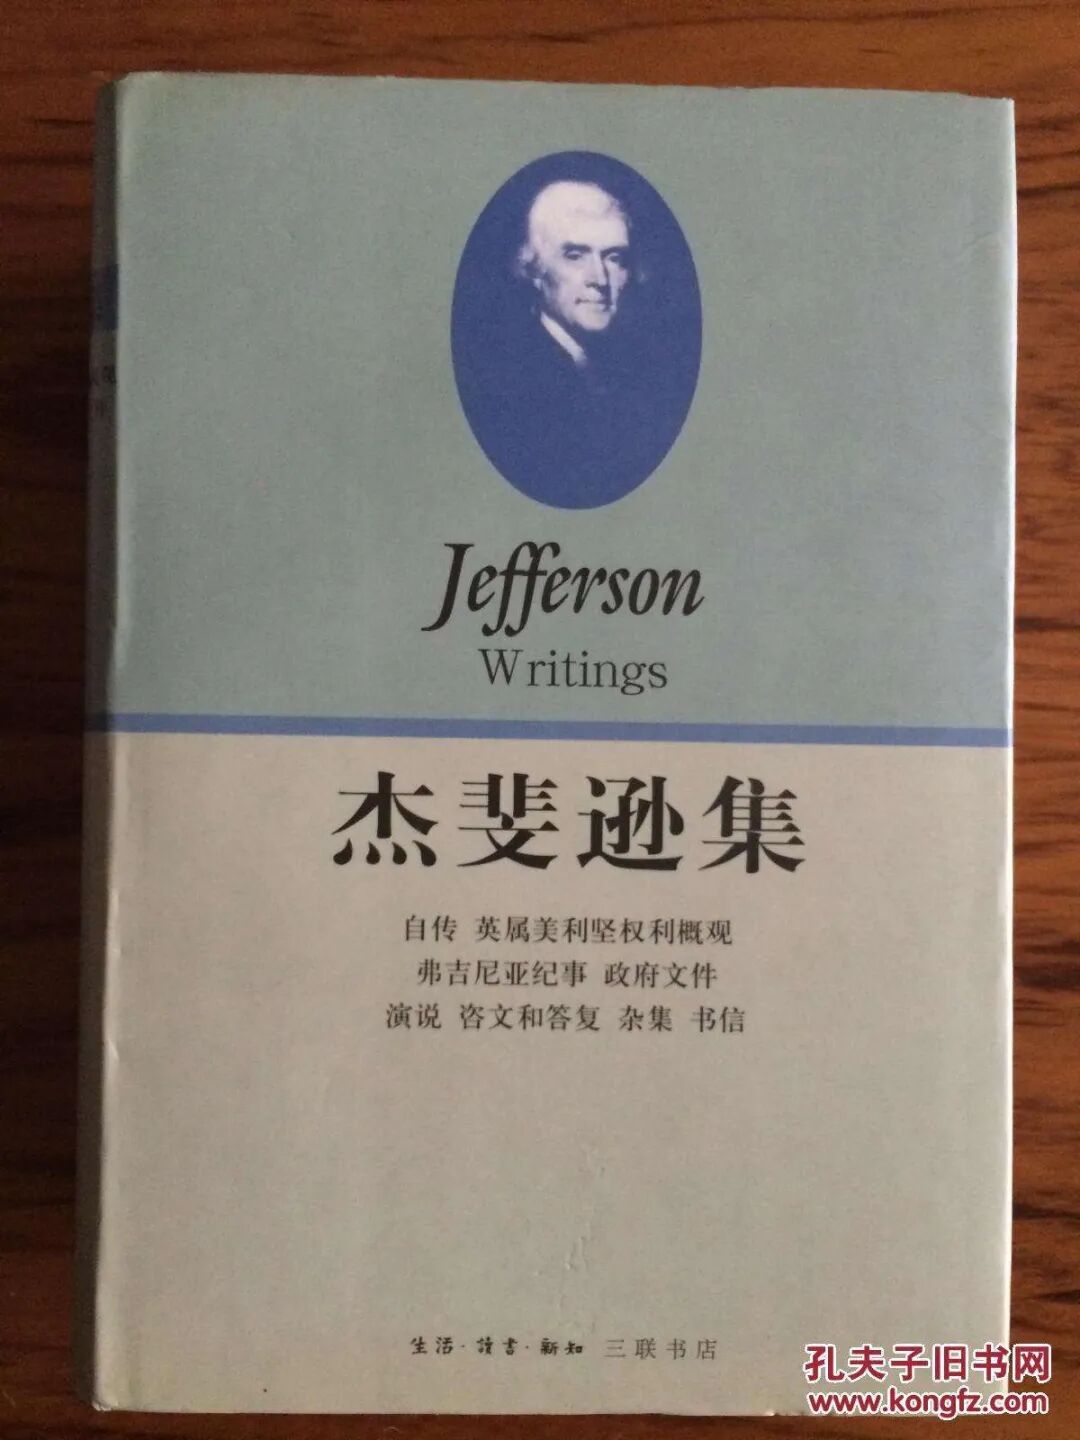 Jefferson
Writings
杰斐逊集
自传 英属美利坚权利概观
弗吉尼亚纪事 政府文件
演说 咨文和答复 杂集 书信
生活·讀書·新知 三联书店
孔夫子旧书网
www.kongfz.com